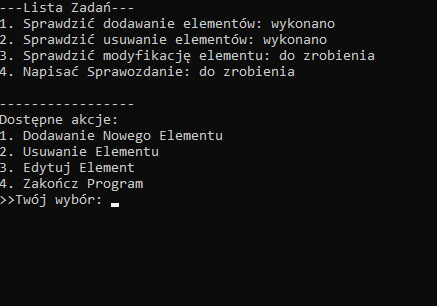 ---Lista Zadań---
1. Sprawdzić dodawanie elementów: wykonano
2. Sprawdzić usuwanie elementów: wykonano
3. Sprawdzić modyfikację elementu: do zrobienia
4. Napisać Sprawozdanie: do zrobienia
-----------------
Dostępne akcje:
1. Dodawanie Nowego Elementu
2. Usuwanie Elementu
3. Edytuj Element
4. Zakończ Program
>>Twój wybór: _